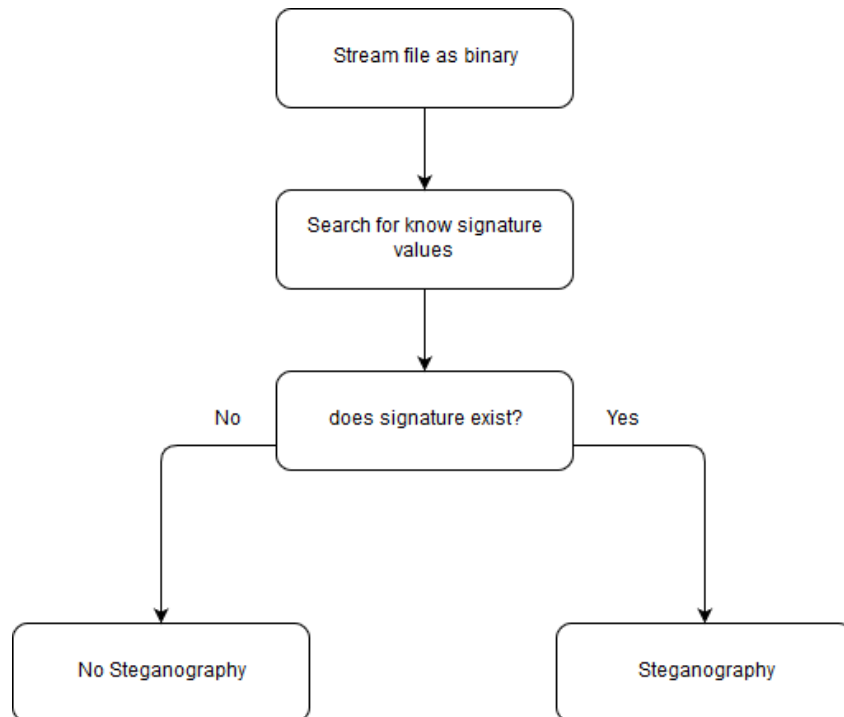 Stream file as binary
Search for know signature
values
does signature exist?
No
Yes
No Steganography
Steganography